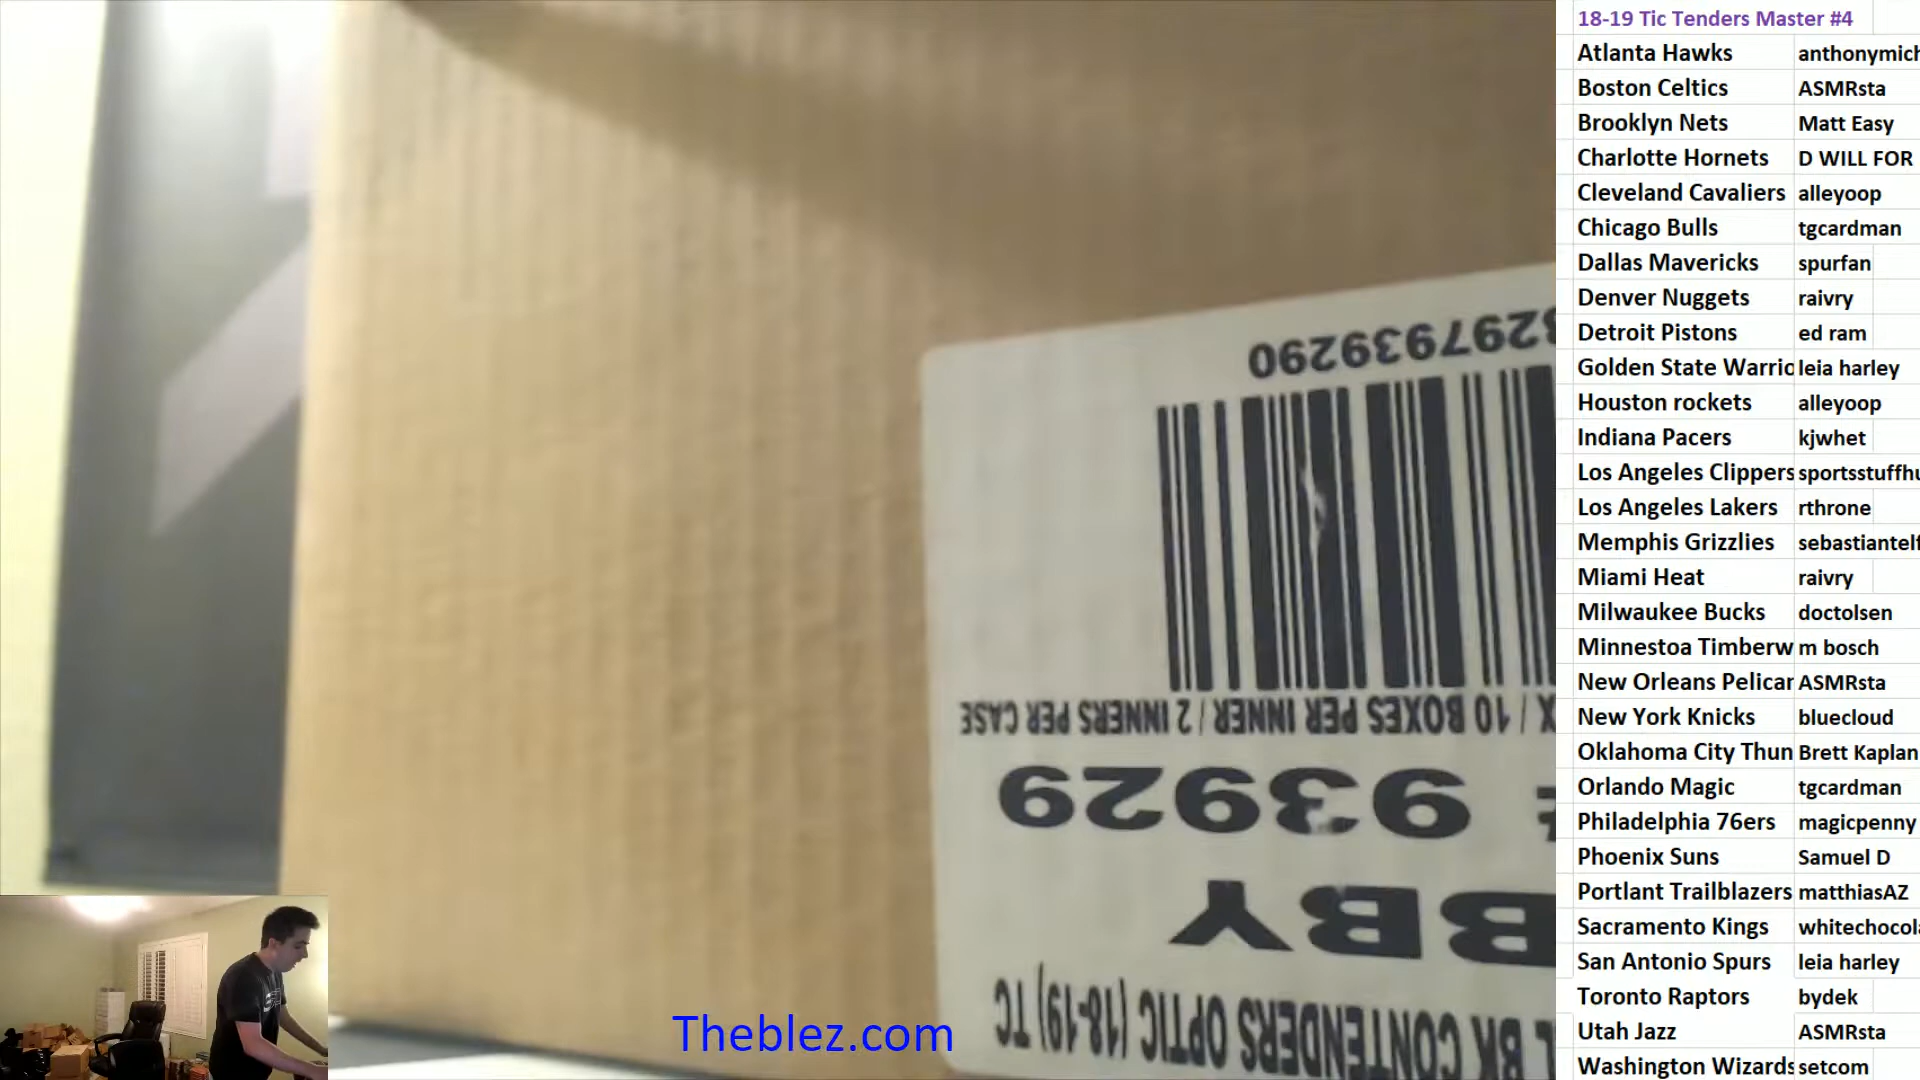 18-19 Tic Tenders Master #4
Atlanta Hawks anthonymich
Boston Celtics ASMRsta
Brooklyn Nets Matt Easy
Charlotte Hornets D WILL FOR
Cleveland Cavaliers alleyoop
Chicago Bulls tgcardman
Dallas Mavericks spurfan
Denver Nuggets raivry
Detroit Pistons ed ram
Golden State Warrio leia harley
Houston rockets alleyoop
Indiana Pacers kjwhet
Los Angeles Clippers sportsstuffhu
Los Angeles Lakers rthrone
Memphis Grizzlies sebastiantelf
Miami Heat raivry
Milwaukee Bucks doctolsen
Minnestoa Timberw m bosch
New Orleans Pelican ASMRsta
New York Knicks bluecloud
Oklahoma City Thun Brett Kaplan
Orlando Magic tgcardman
Philadelphia 76ers magicpenny
Phoenix Suns Samuel D
Portlant Trailblazers matthiasAZ
Sacramento Kings whitechocola
San Antonio Spurs leia harley
Toronto Raptors bydek
Utah Jazz ASMRsta
Washington Wizards setcom
BK CONTENDERS OPTIC (18-19) TC
BBY
93929
X / 10 BOXES PER INNER / 2 INNERS PER CASE
297939290
Theblez.com